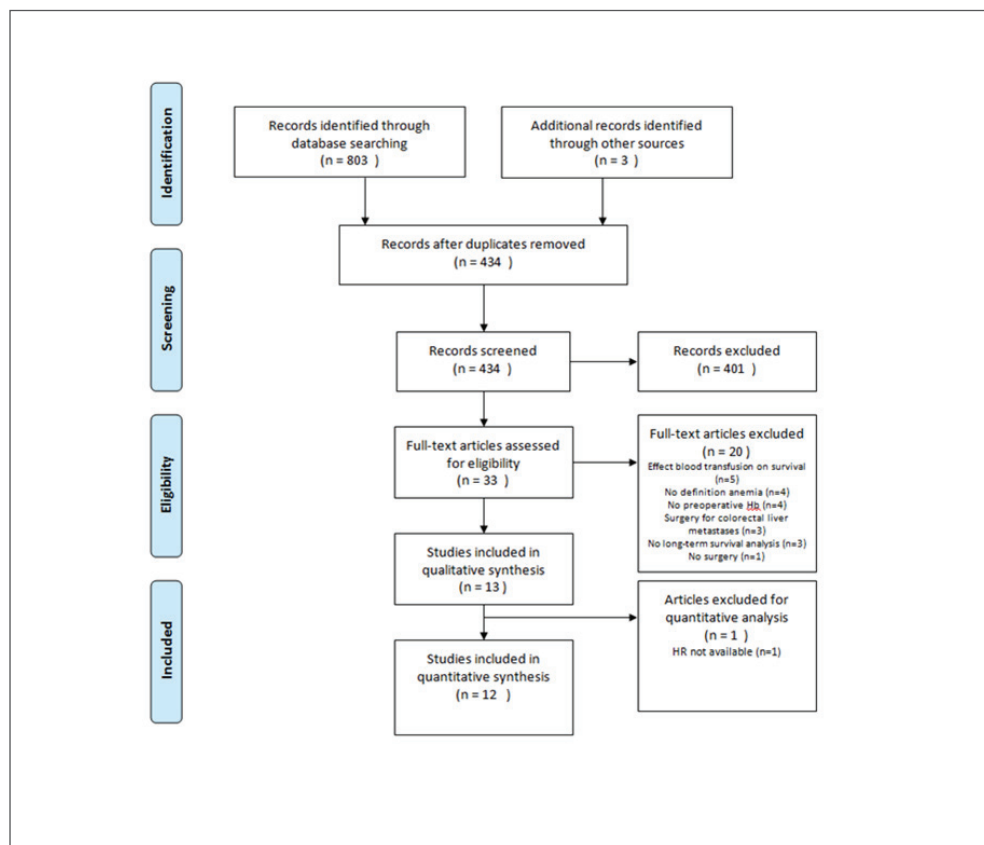 Identification
Records identified through
database searching
(n = 803 )
Additional records identified
through other sources
(n = 3 )
Records after duplicates removed
(n = 434 )
Screening
Records screened
(n = 434 )
Records excluded
(n = 401 )
Eligibility
Full-text articles assessed
for eligibility
(n = 33 )
Full-text articles excluded
(n = 20 )
Effect blood transfusion on survival
(n=5)
No definition anemia (n=4)
No preoperative Hb (n=4)
Surgery for colorectal liver
metastases (n=3)
No long-term survival analysis (n=3)
No surgery (n=1)
Studies included in
qualitative synthesis
(n = 13 )
Included
Articles excluded for
quantitative analysis
(n = 1 )
HR not available (n=1)
Studies included in
quantitative synthesis
(n = 12 )